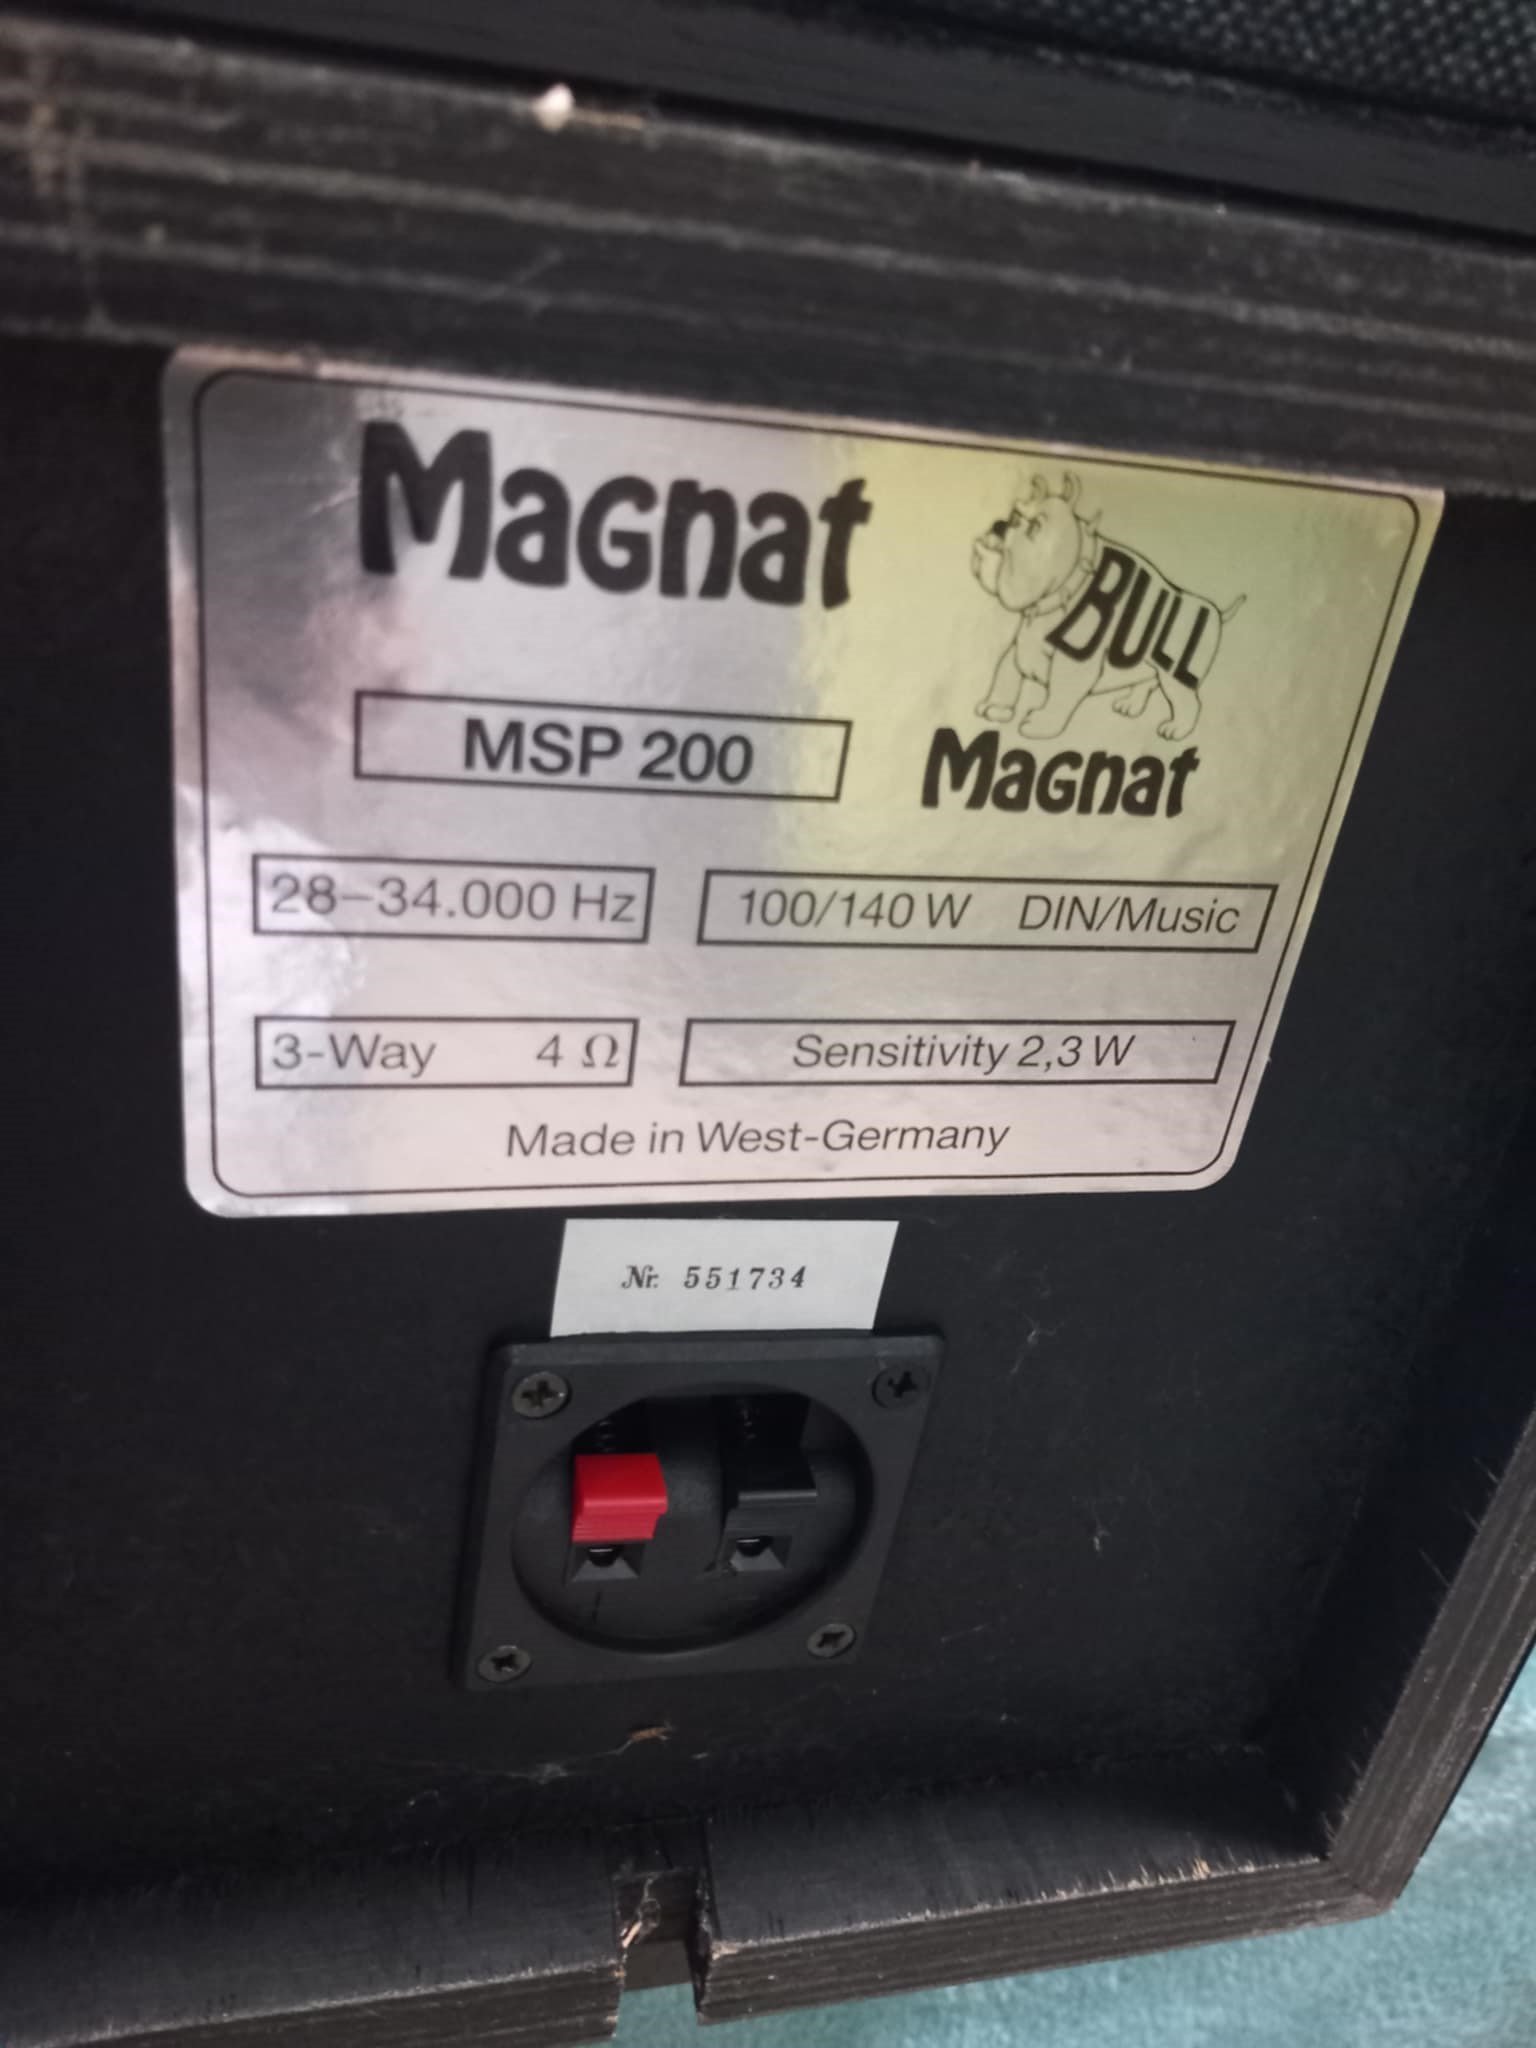 Magnat
BULL
Magnat
MSP 200
28–34.000 Hz
100/140 W DIN/Music
3-Way 4 Ω
Sensitivity 2,3 W
Made in West-Germany
Nr. 551734